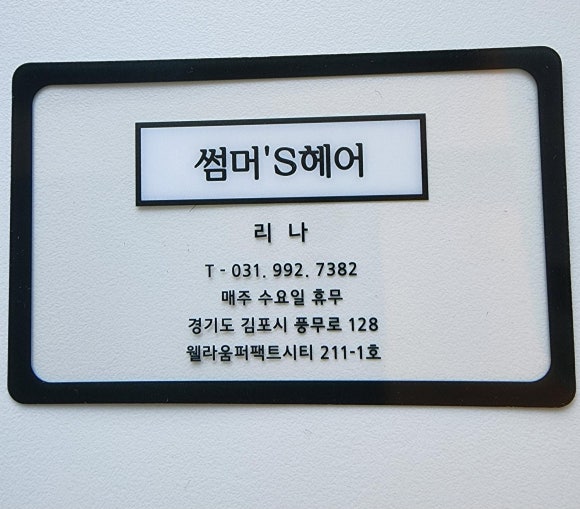 썸머'S헤어
리 나
T - 031. 992. 7382
매주 수요일 휴무
경기도 김포시 풍무로 128
웰라움퍼팩트시티 211-1호